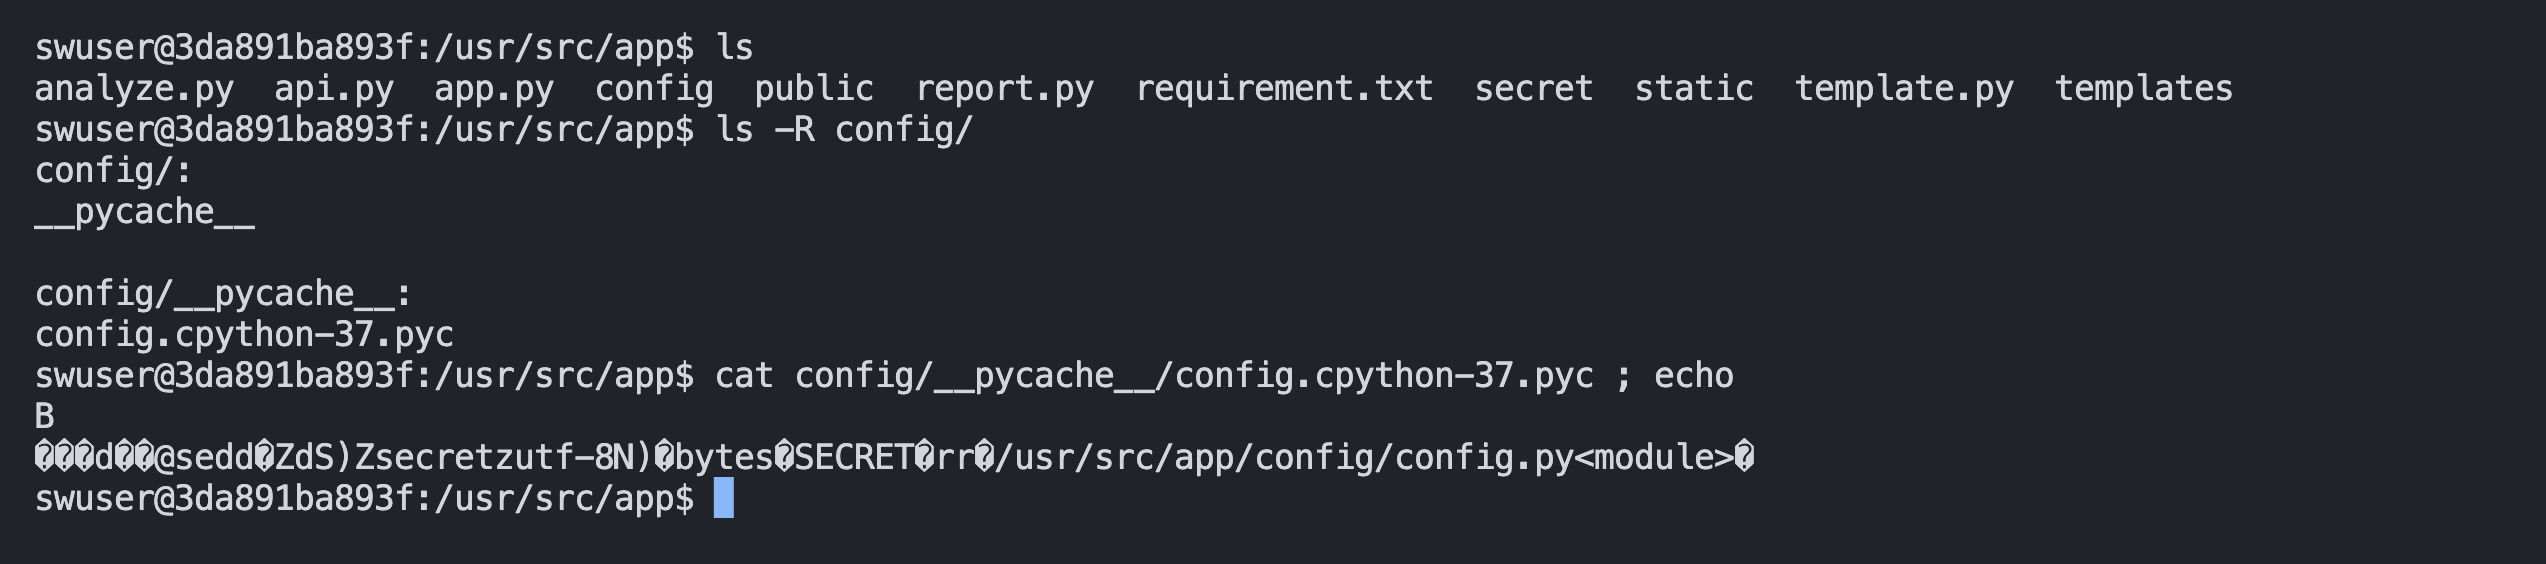 swuser@3da891ba893f:/usr/src/app$ ls
analyze.py  api.py  app.py  config  public  report.py  requirement.txt  secret  static  template.py  templates
swuser@3da891ba893f:/usr/src/app$ ls -R config/
config/:
__pycache__

config/__pycache__:
config.cpython-37.pyc
swuser@3da891ba893f:/usr/src/app$ cat config/__pycache__/config.cpython-37.pyc ; echo
B
���d��@sedd�ZdS)Zsecretzutf-8N)�bytes�SECRET�rr�/usr/src/app/config/config.py<module>�
swuser@3da891ba893f:/usr/src/app$